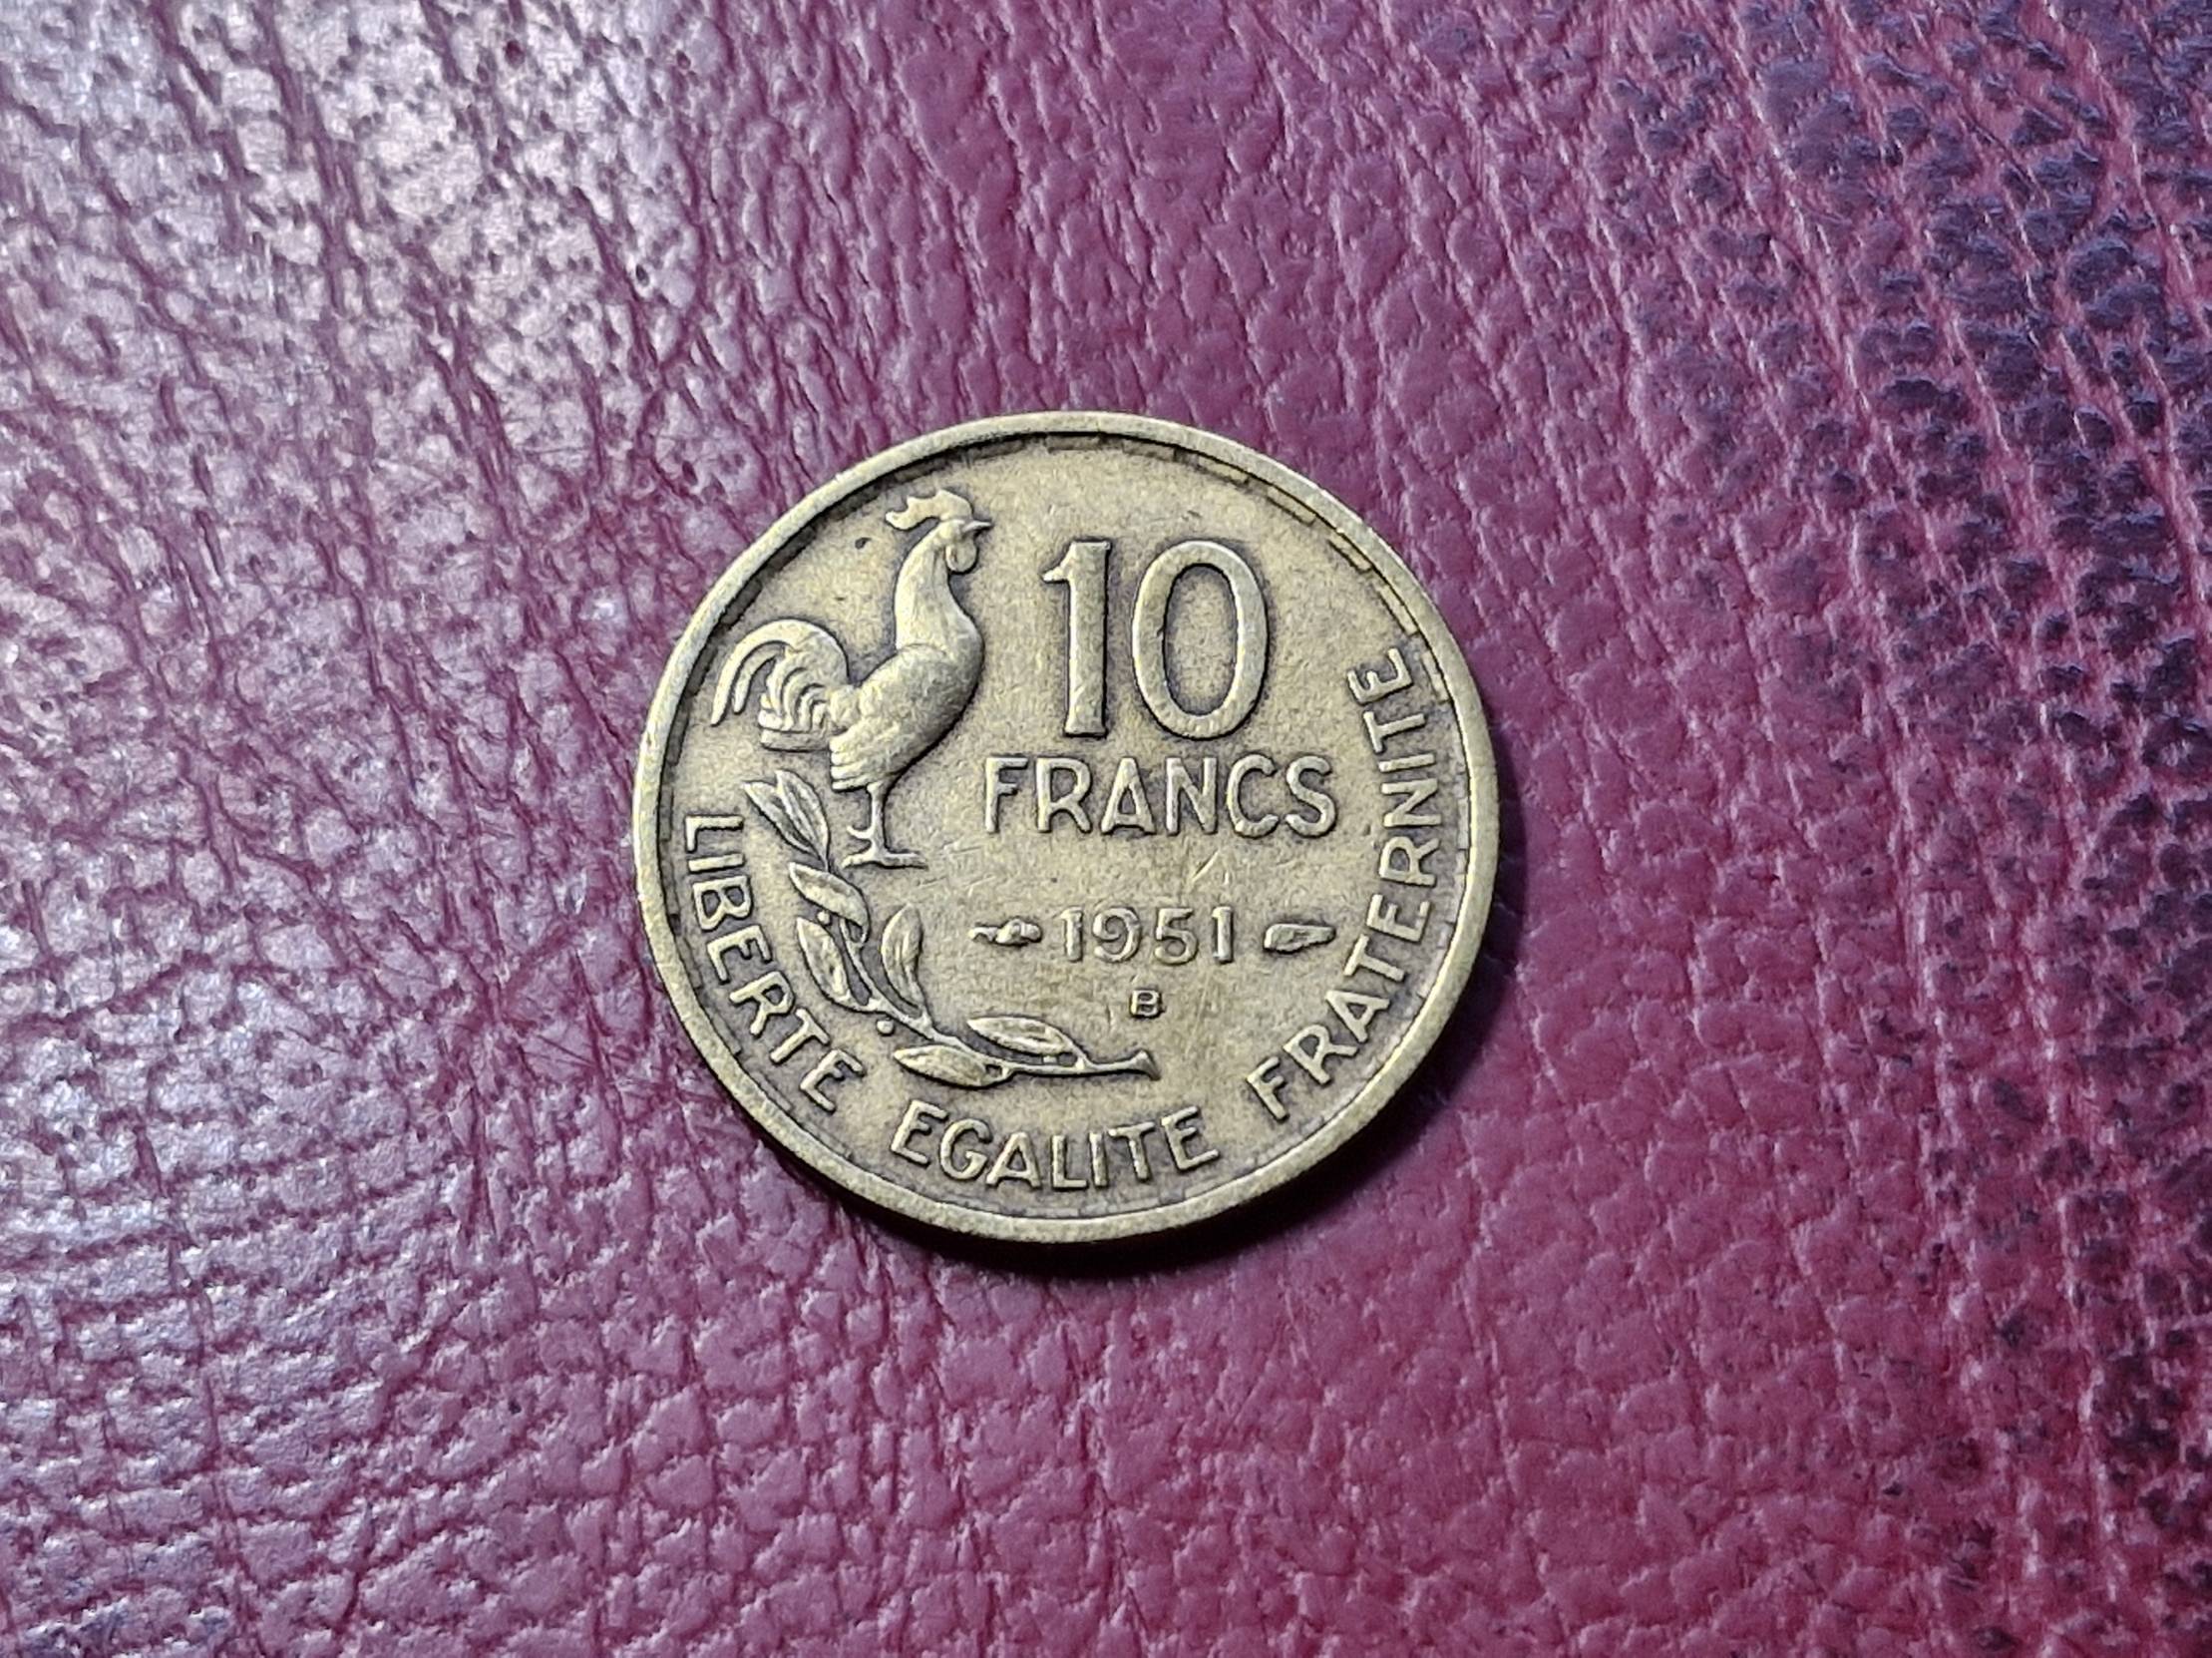 10
FRANCS
1951
B
LIBERTE EGALITE FRATERNITE